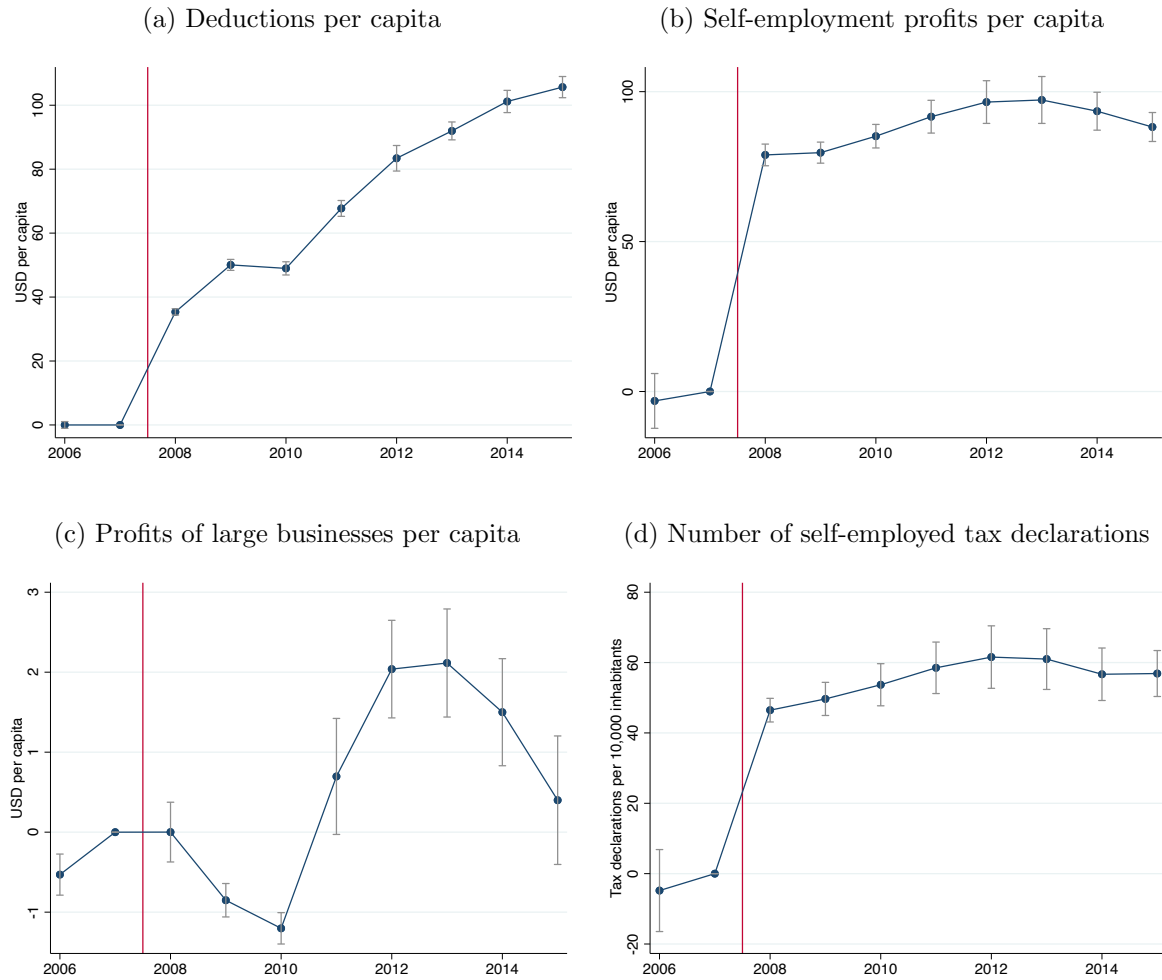 (a) Deductions per capita
USD per capita
100
80
60
40
20
0
2006 2008 2010 2012 2014
(b) Self-employment profits per capita
USD per capita
100
50
0
2006 2008 2010 2012 2014
(c) Profits of large businesses per capita
USD per capita
3
2
1
0
-1
2006 2008 2010 2012 2014
(d) Number of self-employed tax declarations
Tax declarations per 10,000 inhabitants
80
60
40
20
0
-20
2006 2008 2010 2012 2014